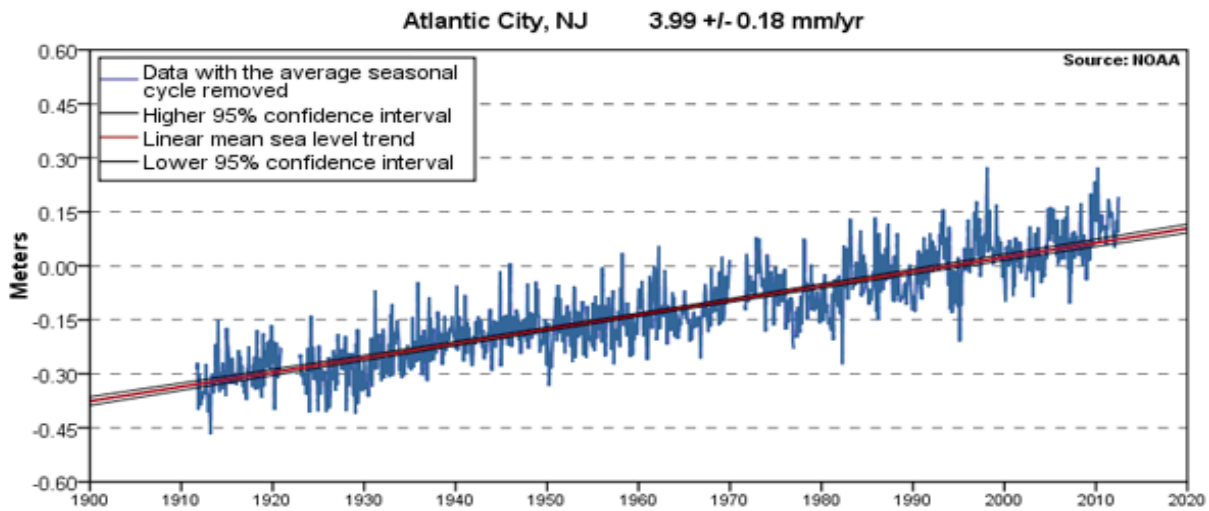 Atlantic City, NJ 3.99 +/- 0.18 mm/yr
Source: NOAA
Data with the average seasonal
cycle removed
Higher 95% confidence interval
Linear mean sea level trend
Lower 95% confidence interval
Meters
0.60
0.45
0.30
0.15
0.00
-0.15
-0.30
-0.45
-0.60
1900 1910 1920 1930 1940 1950 1960 1970 1980 1990 2000 2010 2020